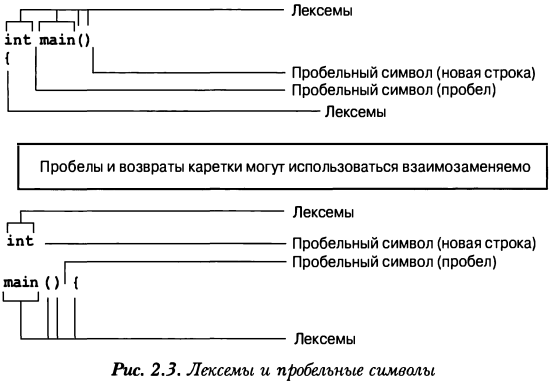 Лексемы
int main()
{
Пробельный символ (новая строка)
Пробельный символ (пробел)
Лексемы
Пробелы и возвраты каретки могут использоваться взаимозаменяемо
Лексемы
int
Пробельный символ (новая строка)
Пробельный символ (пробел)
main () {
Лексемы
Рис. 2.3. Лексемы и пробельные символы